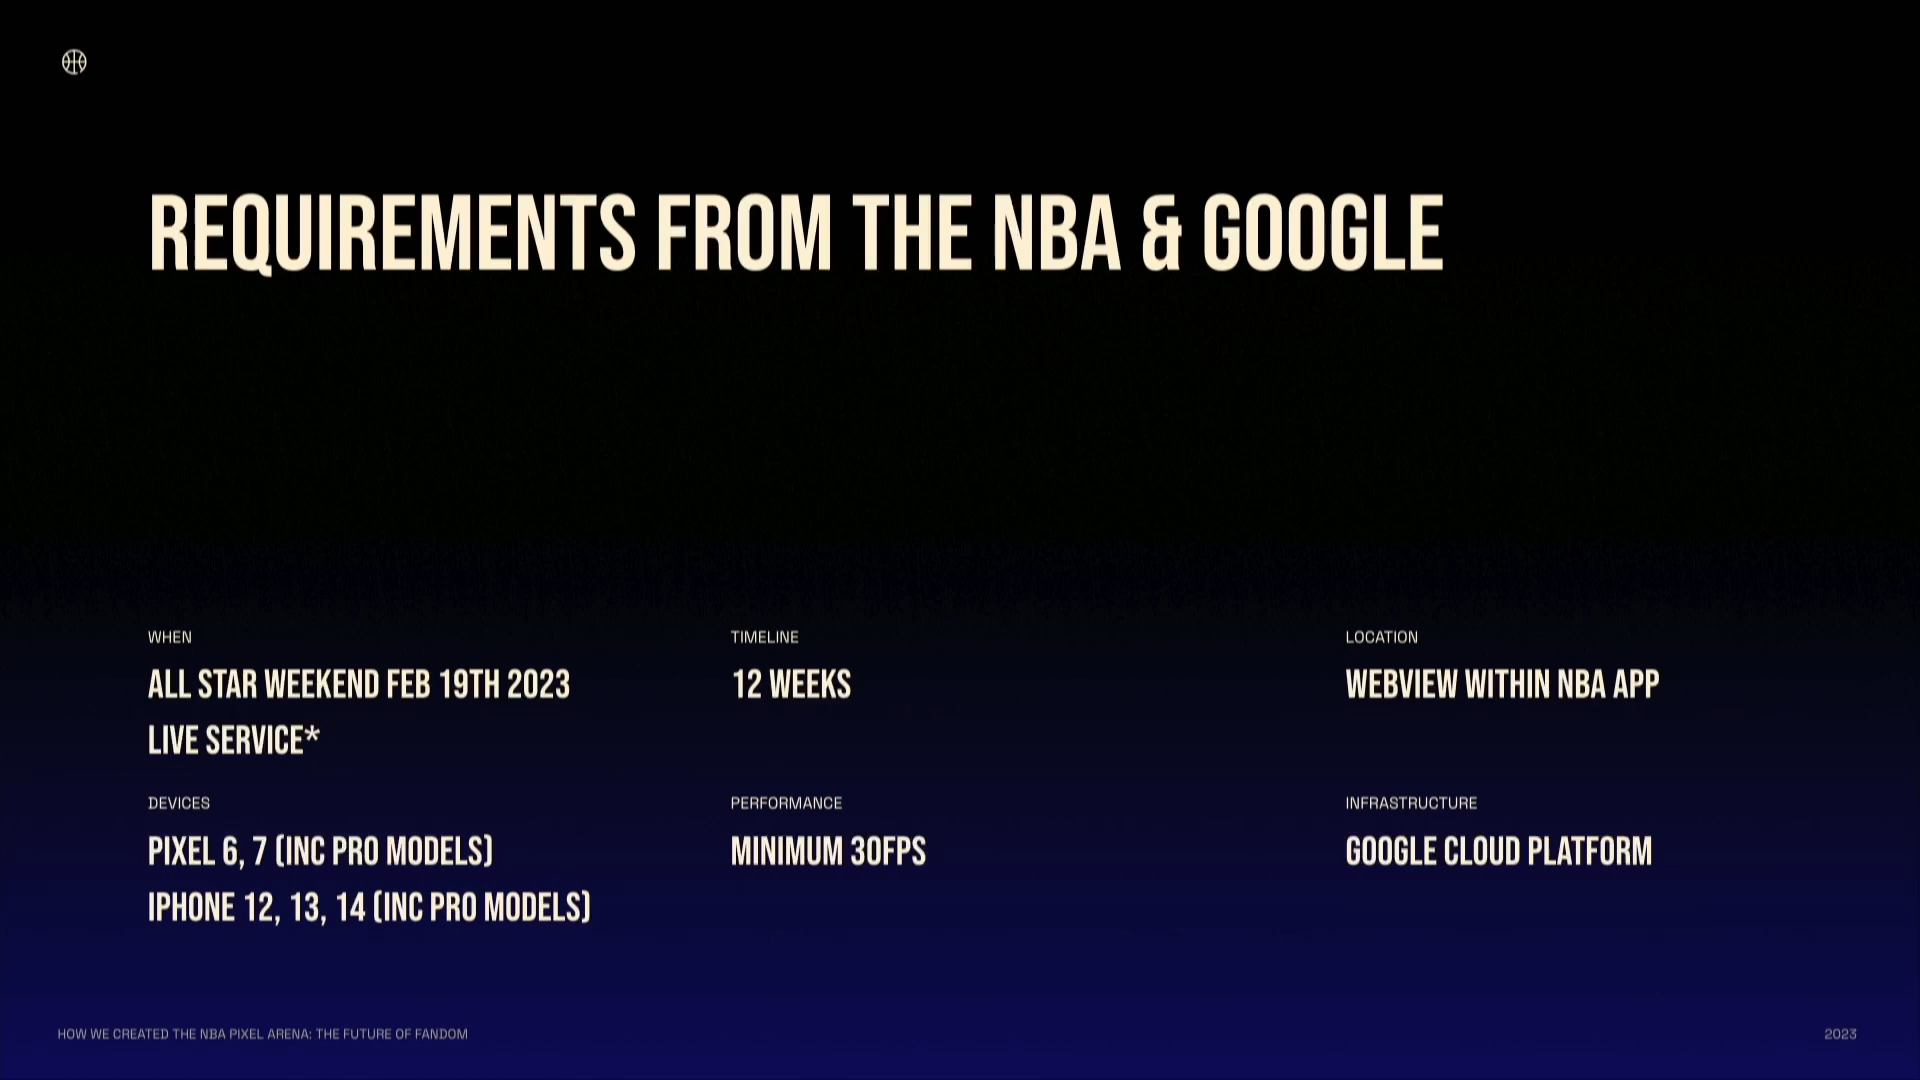 REQUIREMENTS FROM THE NBA & GOOGLE
WHEN
ALL STAR WEEKEND FEB 19TH 2023
LIVE SERVICE*
TIMELINE
12 WEEKS
LOCATION
WEBVIEW WITHIN NBA APP
DEVICES
PIXEL 6, 7 (INC PRO MODELS)
IPHONE 12, 13, 14 (INC PRO MODELS)
PERFORMANCE
MINIMUM 30FPS
INFRASTRUCTURE
GOOGLE CLOUD PLATFORM
HOW WE CREATED THE NBA PIXEL ARENA: THE FUTURE OF FANDOM
2023